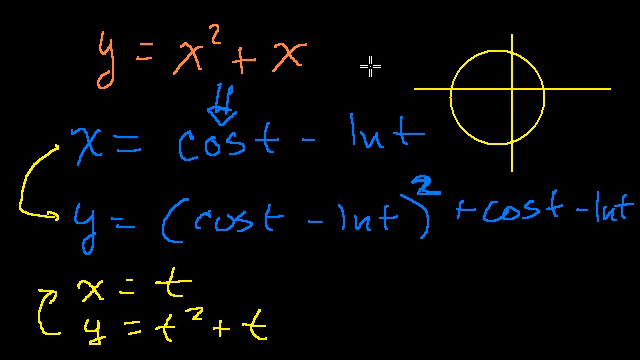 y = x² + x
x = cost - lnt
y = (cost - lnt)² + cost - lnt
x = t
y = t² + t